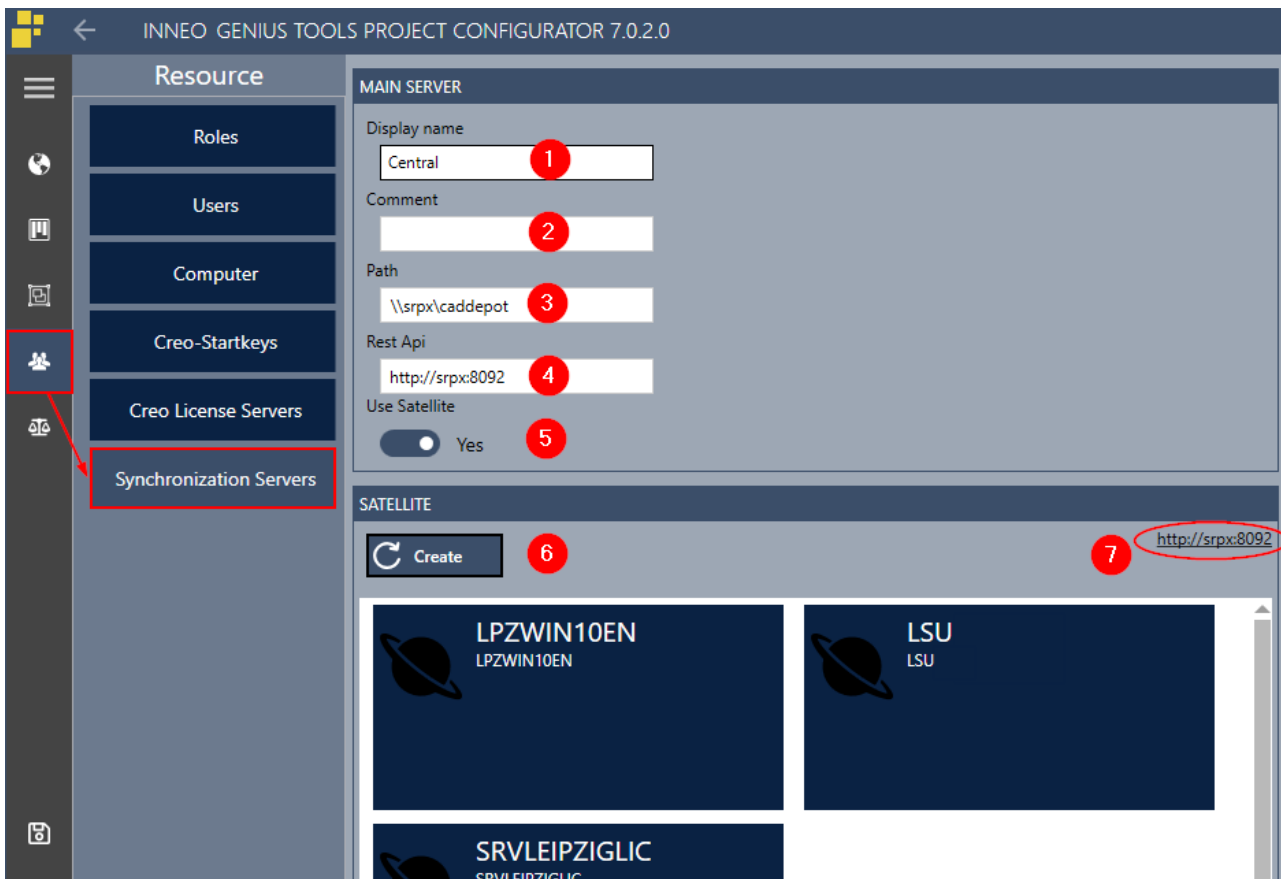 INNEO GENIUS TOOLS PROJECT CONFIGURATOR 7.0.2.0
Resource
Roles
Users
Computer
Creo-Startkeys
Creo License Servers
Synchronization Servers
MAIN SERVER
Display name
Central
1
Comment
2
Path
\\srpx\caddepot
3
Rest Api
http://srpx:8092
4
Use Satellite
Yes
5
SATELLITE
Create
6
7
http://srpx:8092
LPZWIN10EN
LPZWIN10EN
LSU
LSU
SRVLEIPZIGLIC
SRVLEIPZIGLIC